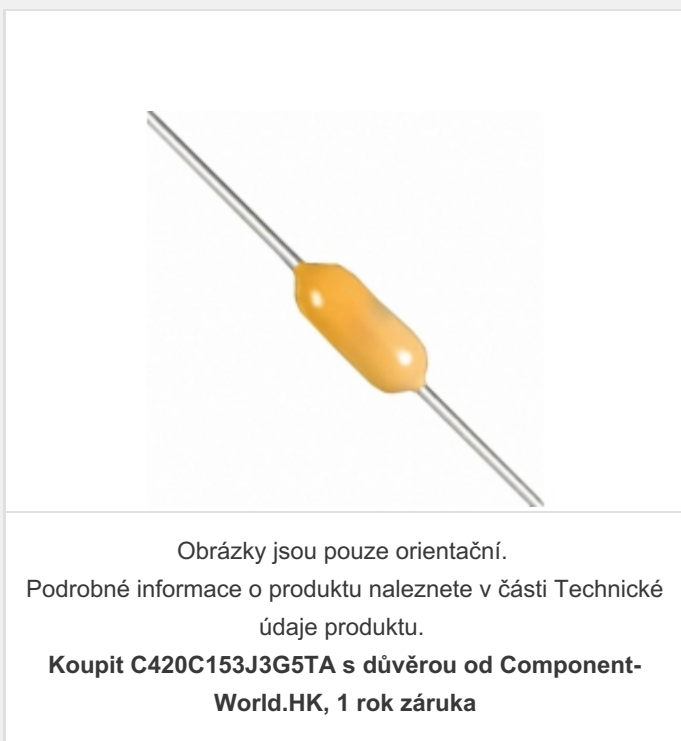 Obrázky jsou pouze orientační.
Podrobné informace o produktu naleznete v části Technické
údaje produktu.
Koupit C420C153J3G5TA s důvěrou od Component-
World.HK, 1 rok záruka